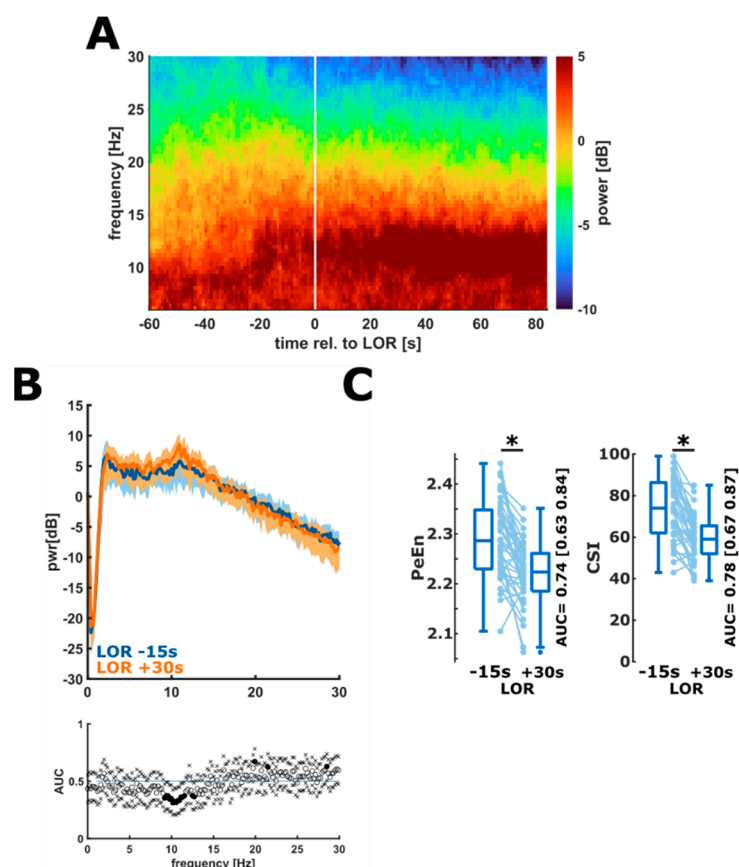 A
30
25
20
15
10
frequency [Hz]
-60 -40 -20 0 20 40 60 80
time rel. to LOR [s]
5
0
-5
-10
power [dB]
B
15
10
5
0
-5
-10
-15
-20
-25
-30
pwr[dB]
LOR -15s
LOR +30s
0 10 20 30
1
0.5
0
AUC
0 5 10 15 20 25 30
frequency [Hz]
C
*
2.4
2.3
2.2
2.1
PeEn
AUC= 0.74 [0.63 0.84]
-15s +30s
LOR
*
100
80
60
40
20
0
CSI
AUC= 0.78 [0.67 0.87]
-15s +30s
LOR